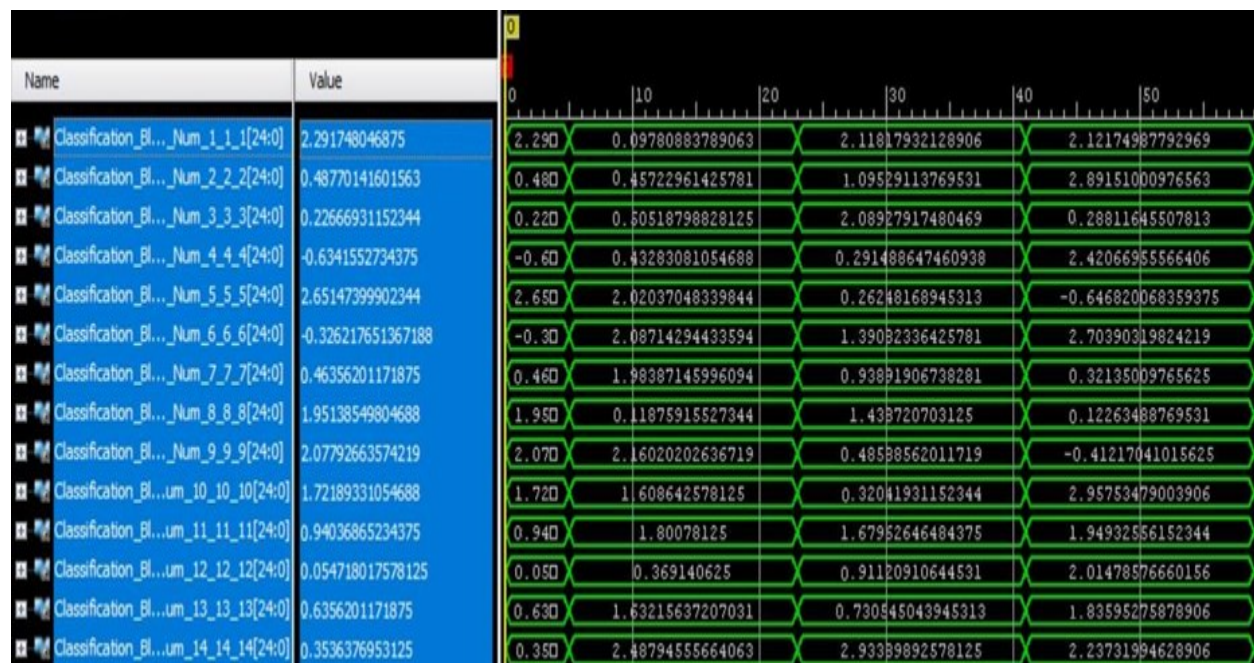 0
Name Value
0 10 20 30 40 50
Classification_Bl..._Num_1_1_1[24:0] 2.291748046875 2.29 0.09780883789063 2.11817932128906 2.12174987792969
Classification_Bl..._Num_2_2_2[24:0] 0.48770141601563 0.48 0.45722961425781 1.09529113769531 2.89151000976563
Classification_Bl..._Num_3_3_3[24:0] 0.22666931152344 0.22 0.50518798828125 2.08927917480469 0.28811645507813
Classification_Bl..._Num_4_4_4[24:0] -0.6341552734375 -0.6 0.43283081054688 0.291488647460938 2.42066955566406
Classification_Bl..._Num_5_5_5[24:0] 2.65147399902344 2.65 2.02037048339844 0.26248168945313 -0.646820068359375
Classification_Bl..._Num_6_6_6[24:0] -0.326217651367188 -0.3 2.08714294433594 1.39082336425781 2.70390319824219
Classification_Bl..._Num_7_7_7[24:0] 0.46356201171875 0.46 1.98387145996094 0.93891906738281 0.32135009765625
Classification_Bl..._Num_8_8_8[24:0] 1.95138549804688 1.95 0.11875915527344 1.438720703125 0.12263488769531
Classification_Bl..._Num_9_9_9[24:0] 2.07792663574219 2.07 2.16020202636719 0.48538562011719 -0.41217041015625
Classification_Bl...um_10_10_10[24:0] 1.72189331054688 1.72 1.608642578125 0.32041931152344 2.95753479003906
Classification_Bl...um_11_11_11[24:0] 0.94036865234375 0.94 1.80078125 1.67962646484375 1.94932556152344
Classification_Bl...um_12_12_12[24:0] 0.054718017578125 0.05 0.369140625 0.91120910644531 2.01478576660156
Classification_Bl...um_13_13_13[24:0] 0.6356201171875 0.63 1.63215637207031 0.730545043945313 1.83595275878906
Classification_Bl...um_14_14_14[24:0] 0.3536376953125 0.35 2.48794555664063 2.93389892578125 2.23731994628906